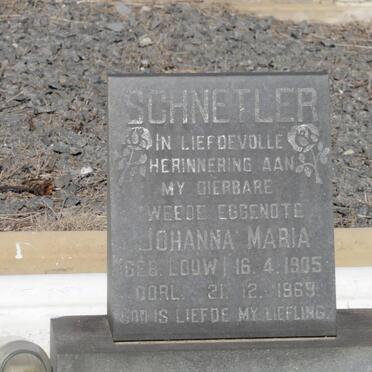 SCHNETLER
IN LIEFDEVOLLE
HERINNERING AAN
MY DIERBARE
WEEDE EGGENOTE
JOHANNA MARIA
(GEB. LOUW) 16.4.1905
OORL. 21.12.1969
GOD IS LIEFDE MY LIEFLING.